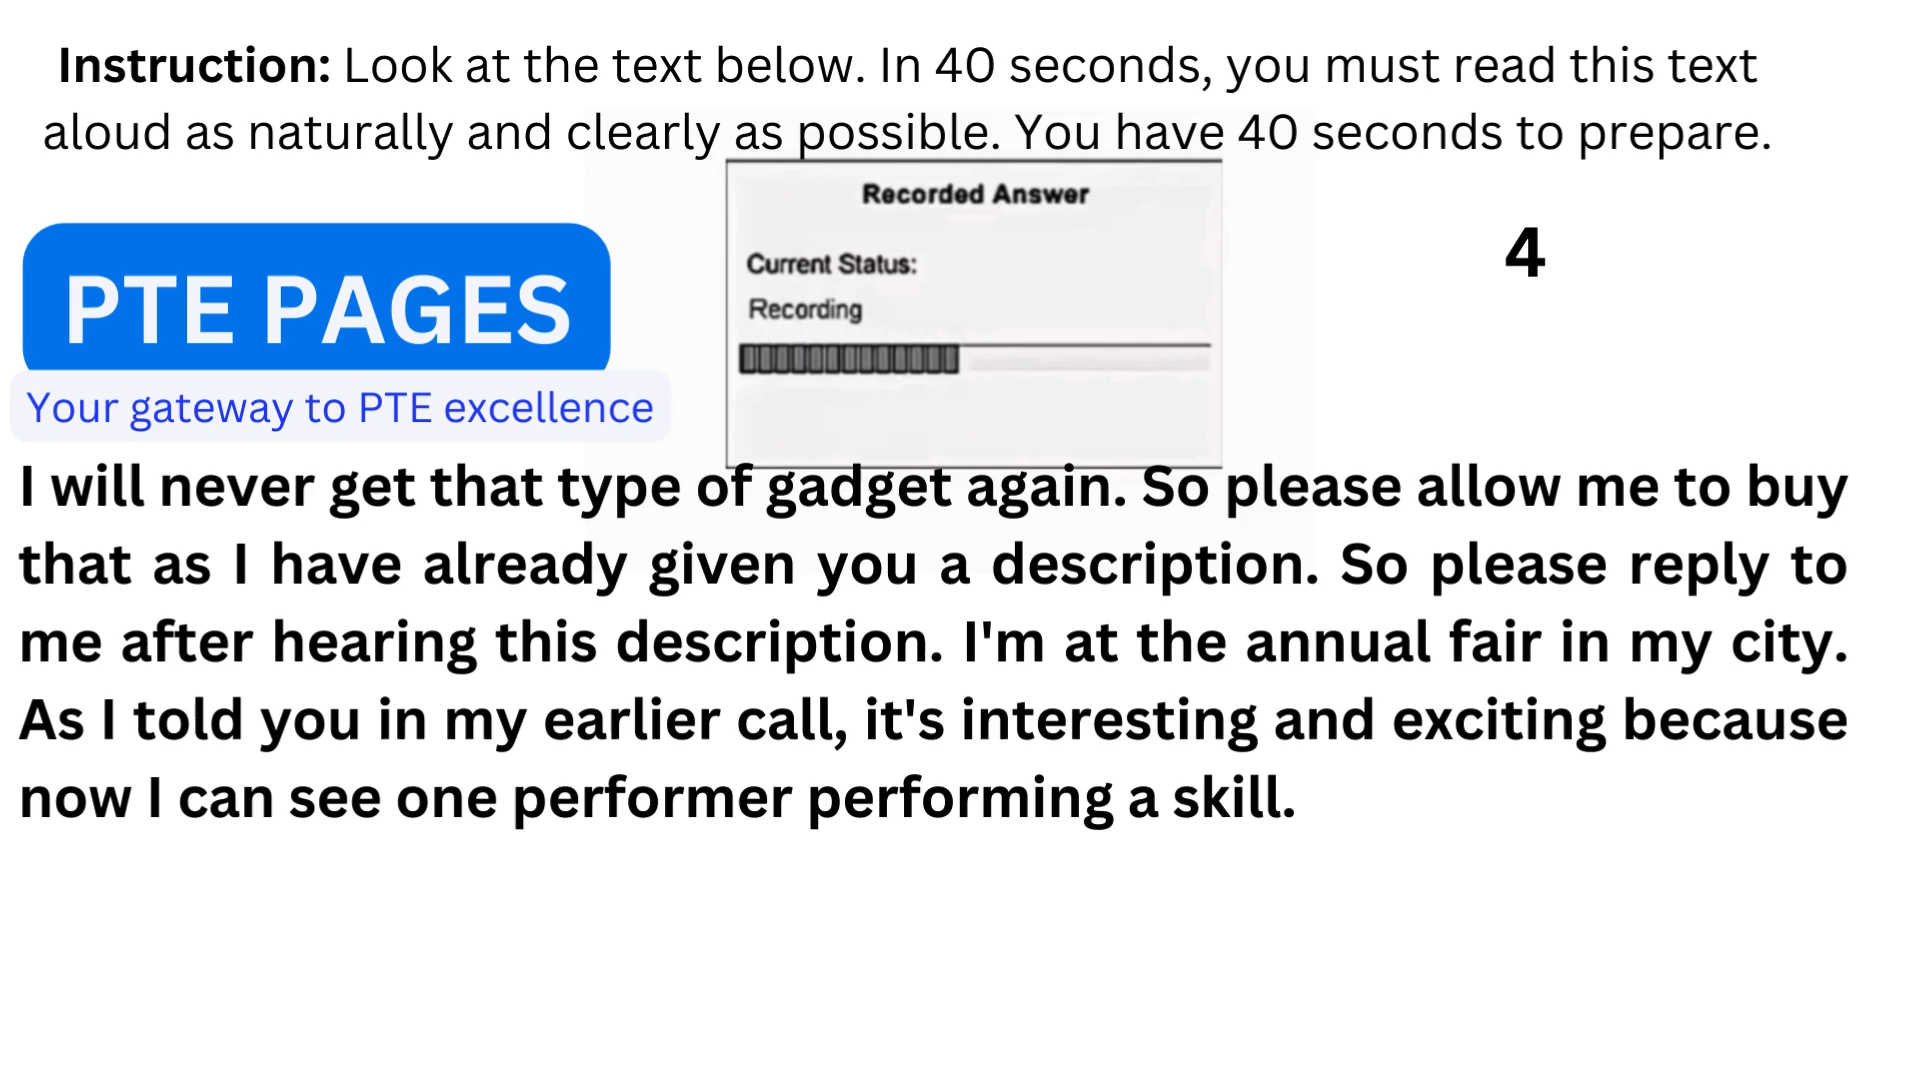 Instruction: Look at the text below. In 40 seconds, you must read this text
aloud as naturally and clearly as possible. You have 40 seconds to prepare.
Recorded Answer
Current Status:
Recording
4
PTE PAGES
Your gateway to PTE excellence
I will never get that type of gadget again. So please allow me to buy
that as I have already given you a description. So please reply to
me after hearing this description. I'm at the annual fair in my city.
As I told you in my earlier call, it's interesting and exciting because
now I can see one performer performing a skill.